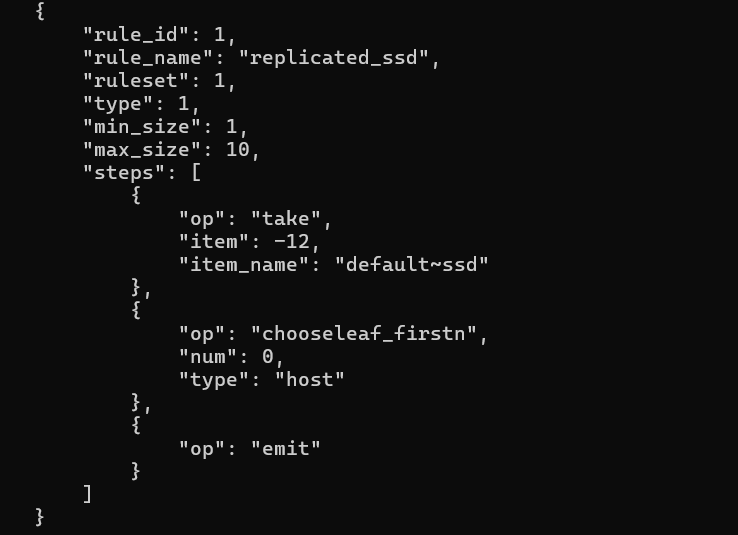 {
    "rule_id": 1,
    "rule_name": "replicated_ssd",
    "ruleset": 1,
    "type": 1,
    "min_size": 1,
    "max_size": 10,
    "steps": [
        {
            "op": "take",
            "item": -12,
            "item_name": "default~ssd"
        },
        {
            "op": "chooseleaf_firstn",
            "num": 0,
            "type": "host"
        },
        {
            "op": "emit"
        }
    ]
}